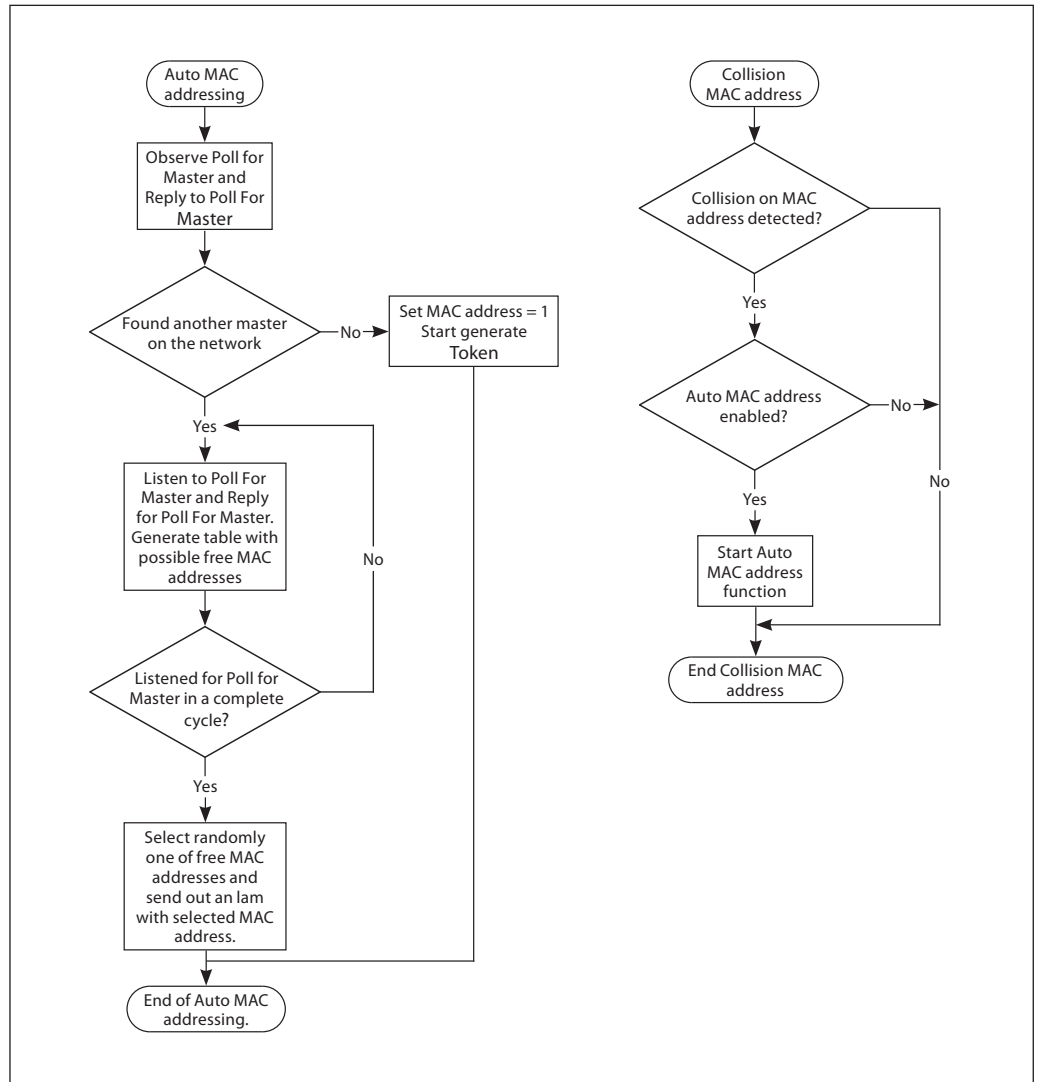 Auto MAC
addressing
Observe Poll for
Master and
Reply to Poll For
Master
Found another master
on the network
No
Set MAC address = 1
Start generate
Token
Yes
Listen to Poll For
Master and Reply
for Poll For Master.
Generate table with
possible free MAC
addresses
No
Listened for Poll for
Master in a complete
cycle?
Yes
Select randomly
one of free MAC
addresses and
send out an Iam
with selected MAC
address.
End of Auto MAC
addressing.
Collision
MAC address
Collision on MAC
address detected?
Yes
Auto MAC address
enabled?
No
No
Yes
Start Auto
MAC address
function
End Collision MAC
address